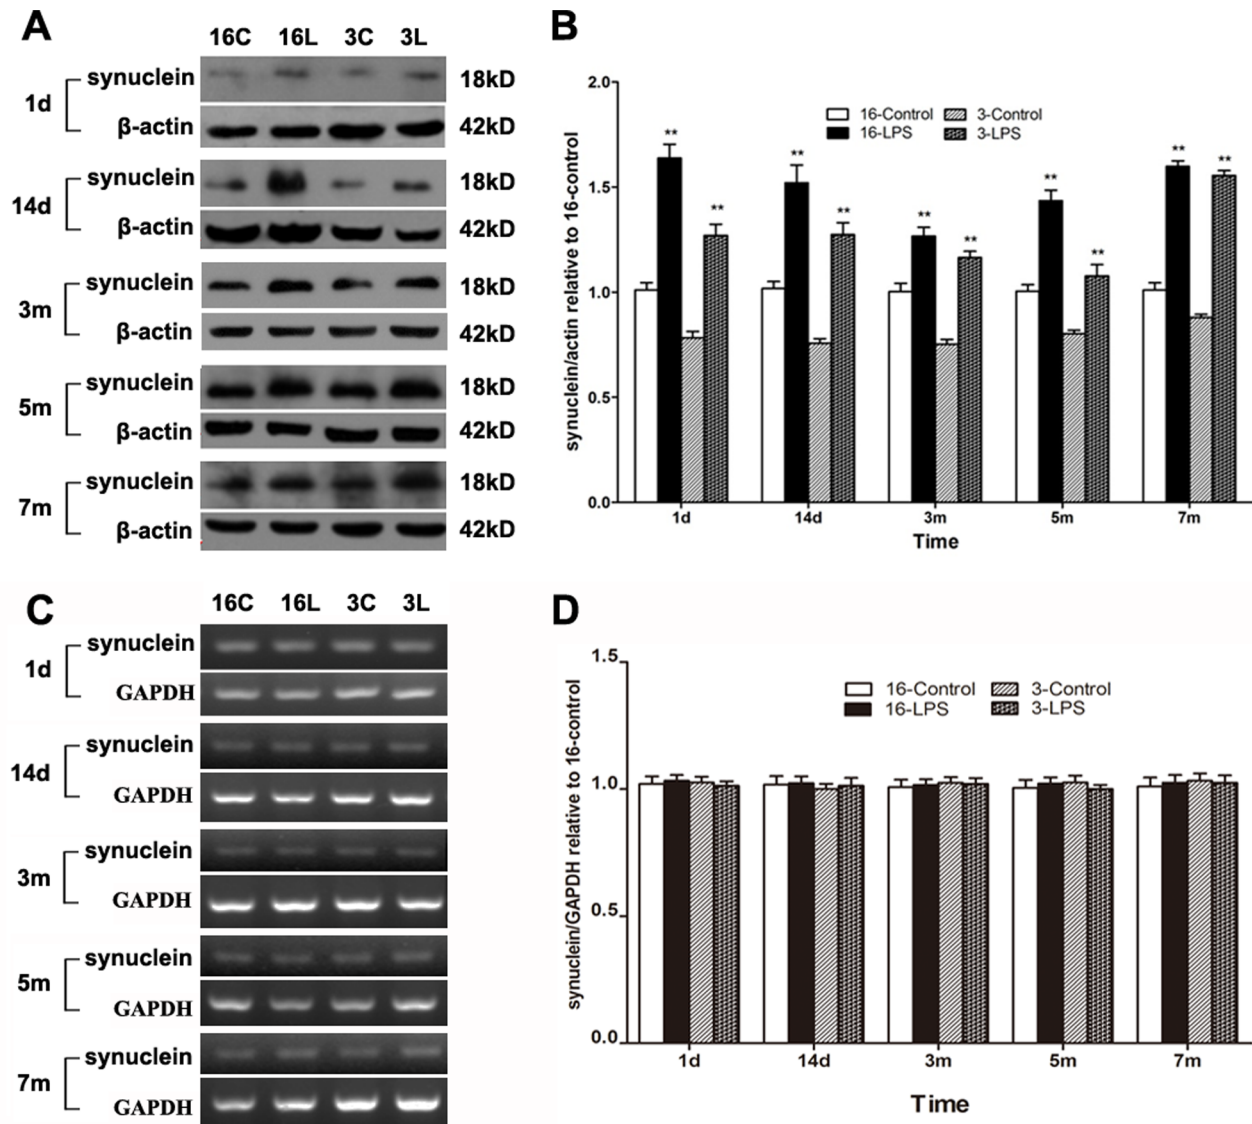 A
16C 16L 3C 3L
1d
synuclein 18kD
β-actin 42kD
14d
synuclein 18kD
β-actin 42kD
3m
synuclein 18kD
β-actin 42kD
5m
synuclein 18kD
β-actin 42kD
7m
synuclein 18kD
β-actin 42kD
B
synuclein/actin relative to 16-control
2.0
1.5
1.0
0.5
0.0
16-Control 3-Control
16-LPS 3-LPS
** ** ** ** ** ** ** ** ** **
1d 14d 3m 5m 7m
Time
C
16C 16L 3C 3L
1d
synuclein
GAPDH
14d
synuclein
GAPDH
3m
synuclein
GAPDH
5m
synuclein
GAPDH
7m
synuclein
GAPDH
D
synuclein/GAPDH relative to 16-control
1.5
1.0
0.5
0.0
16-Control 3-Control
16-LPS 3-LPS
1d 14d 3m 5m 7m
Time